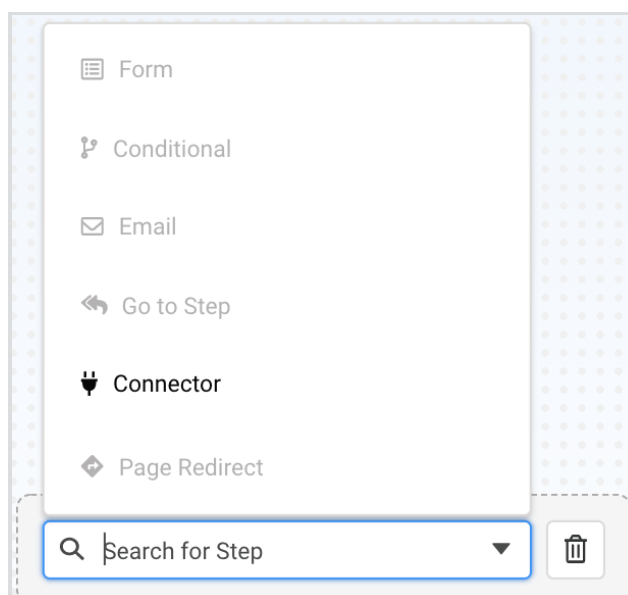 Form
Conditional
Email
Go to Step
Connector
Page Redirect
Search for Step